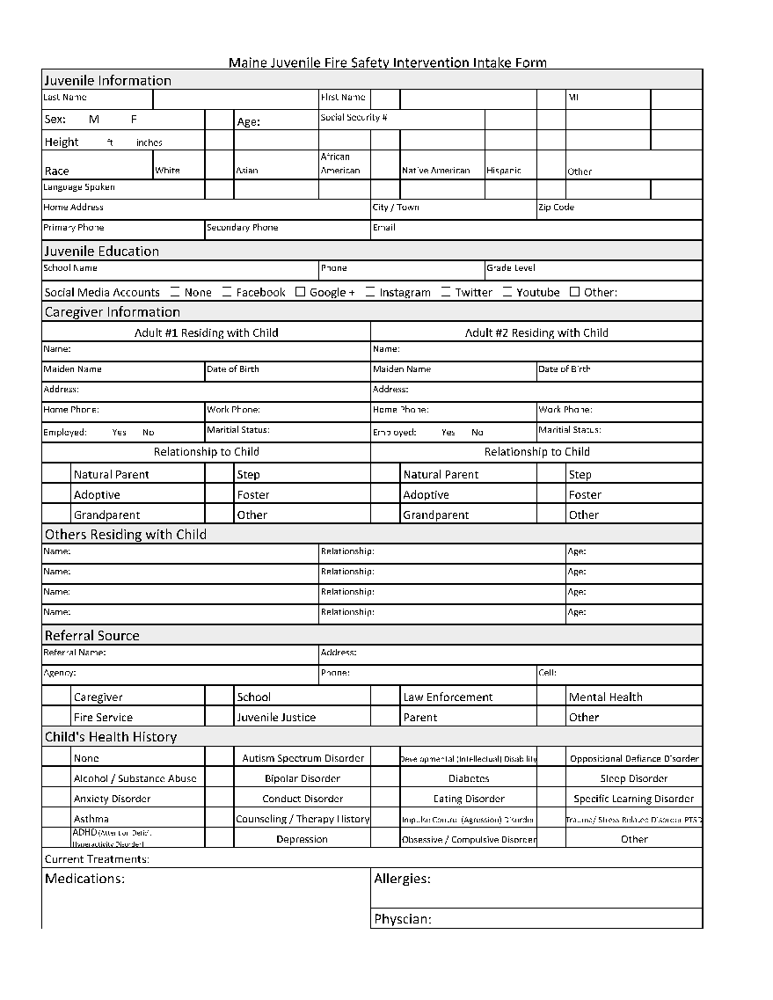 Maine Juvenile Fire Safety Intervention Intake Form
Juvenile Information
Last Name First Name MI
Sex: M F Age: Social Security #
Height ft inches
Race White Asian African American Native American Hispanic Other
Language Spoken
Home Address City / Town Zip Code
Primary Phone Secondary Phone Email
Juvenile Education
School Name Phone Grade Level
Social Media Accounts ☐ None ☐ Facebook ☐ Google + ☐ Instagram ☐ Twitter ☐ Youtube ☐ Other:
Caregiver Information
Adult #1 Residing with Child Adult #2 Residing with Child
Name: Name:
Maiden Name Date of Birth Maiden Name Date of Birth
Address: Address:
Home Phone: Work Phone: Home Phone: Work Phone:
Employed: Yes No Maritial Status: Employed: Yes No Maritial Status:
Relationship to Child Relationship to Child
Natural Parent Step Natural Parent Step
Adoptive Foster Adoptive Foster
Grandparent Other Grandparent Other
Others Residing with Child
Name: Relationship: Age:
Name: Relationship: Age:
Name: Relationship: Age:
Name: Relationship: Age:
Referral Source
Referral Name: Address:
Agency: Phone: Cell:
Caregiver School Law Enforcement Mental Health
Fire Service Juvenile Justice Parent Other
Child's Health History
None Autism Spectrum Disorder Developmental (Intellectual) Disability Oppositional Defiance Disorder
Alcohol / Substance Abuse Bipolar Disorder Diabetes Sleep Disorder
Anxiety Disorder Conduct Disorder Eating Disorder Specific Learning Disorder
Asthma Counseling / Therapy History Impulse Control (Agression) Disorder Trauma/ Stress Related Disorder PTSD
ADHD (Attention Deficit Hyperactivity Disorder) Depression Obsessive / Compulsive Disorder Other
Current Treatments:
Medications: Allergies:
Physcian: